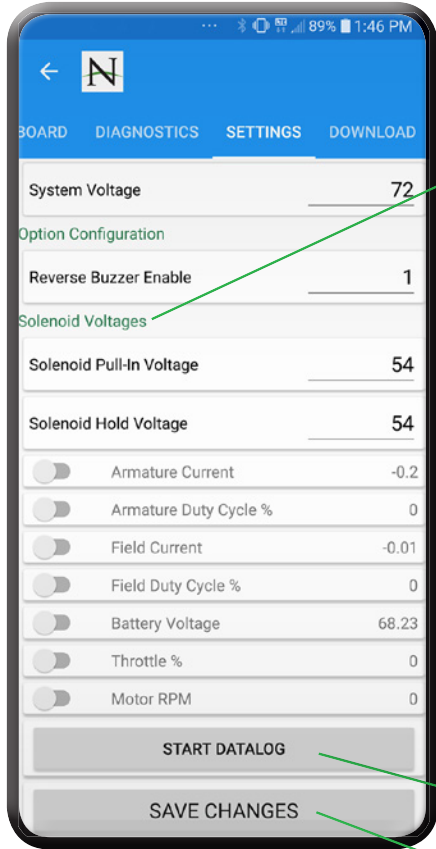 ... 89% 1:46 PM
N
BOARD DIAGNOSTICS SETTINGS DOWNLOAD
System Voltage 72
Option Configuration
Reverse Buzzer Enable 1
Solenoid Voltages
Solenoid Pull-In Voltage 54
Solenoid Hold Voltage 54
Armature Current -0.2
Armature Duty Cycle % 0
Field Current -0.01
Field Duty Cycle % 0
Battery Voltage 68.23
Throttle % 0
Motor RPM 0
START DATALOG
SAVE CHANGES